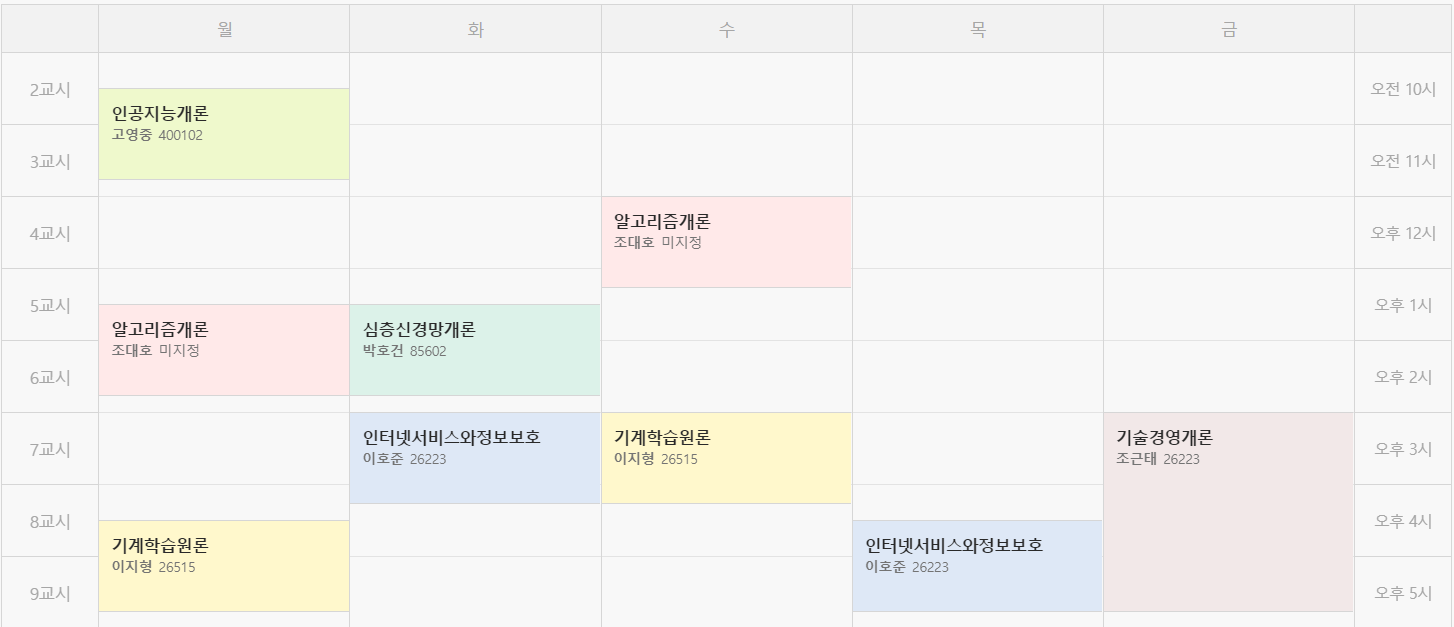 월 화 수 목 금
2교시 오전 10시
인공지능개론
고영중 400102
3교시 오전 11시
알고리즘개론
조대호 미지정
4교시 오후 12시
5교시 오후 1시
알고리즘개론
조대호 미지정
심층신경망개론
박호건 85602
6교시 오후 2시
인터넷서비스와정보보호
이호준 26223
기계학습원론
이지형 26515
기술경영개론
조근태 26223
7교시 오후 3시
8교시 오후 4시
기계학습원론
이지형 26515
인터넷서비스와정보보호
이호준 26223
9교시 오후 5시